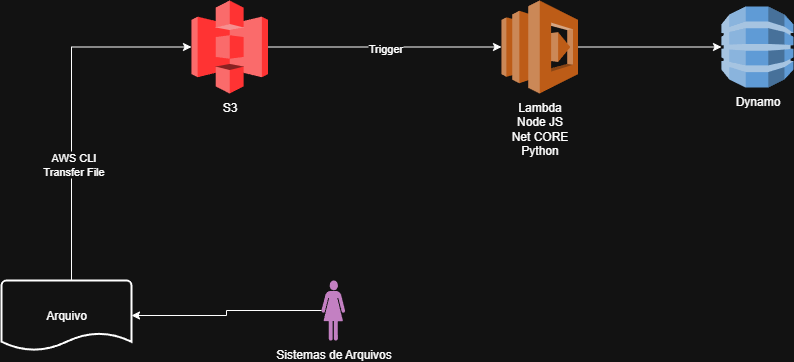 Trigger
S3
Lambda
Node JS
Net CORE
Python
Dynamo
AWS CLI
Transfer File
Arquivo
Sistemas de Arquivos